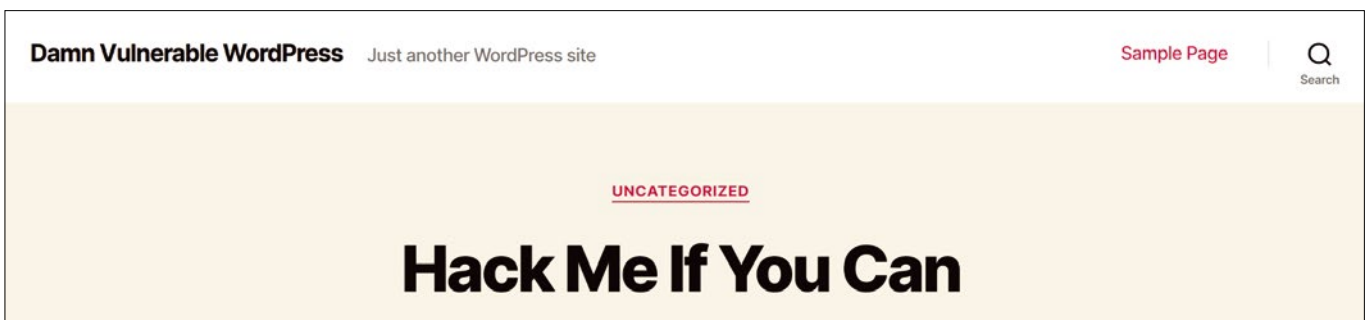 Damn Vulnerable WordPress Just another WordPress site Sample Page
Search
UNCATEGORIZED
Hack Me If You Can